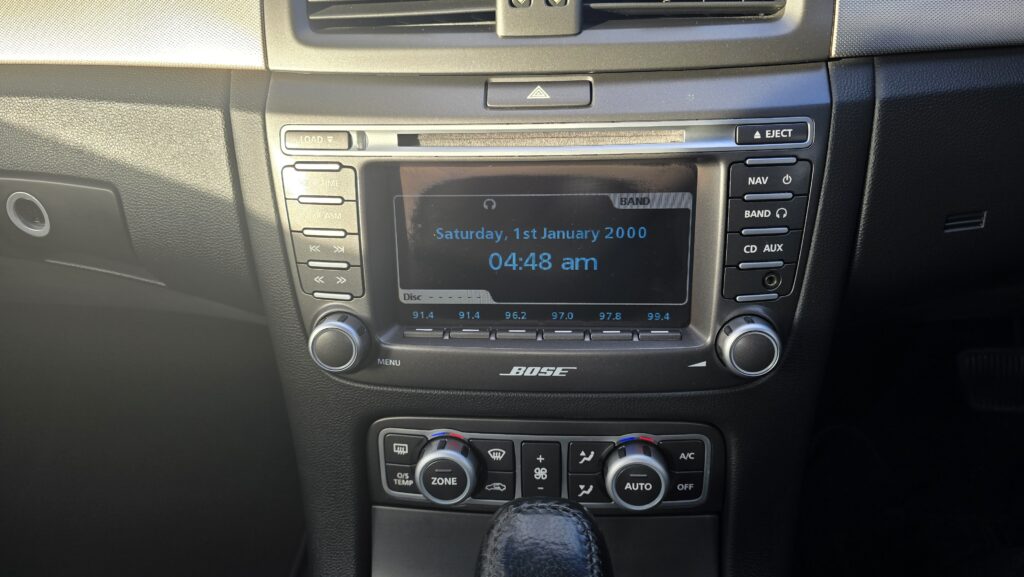 LOAD
EJECT
NAV
BAND
CD AUX
BAND
Saturday, 1st January 2000
04:48 am
Disc - - - - - -
91.4 91.4 96.2 97.0 97.8 99.4
MENU
BOSE
O/S
TEMP
ZONE
+
-
AUTO
A/C
OFF